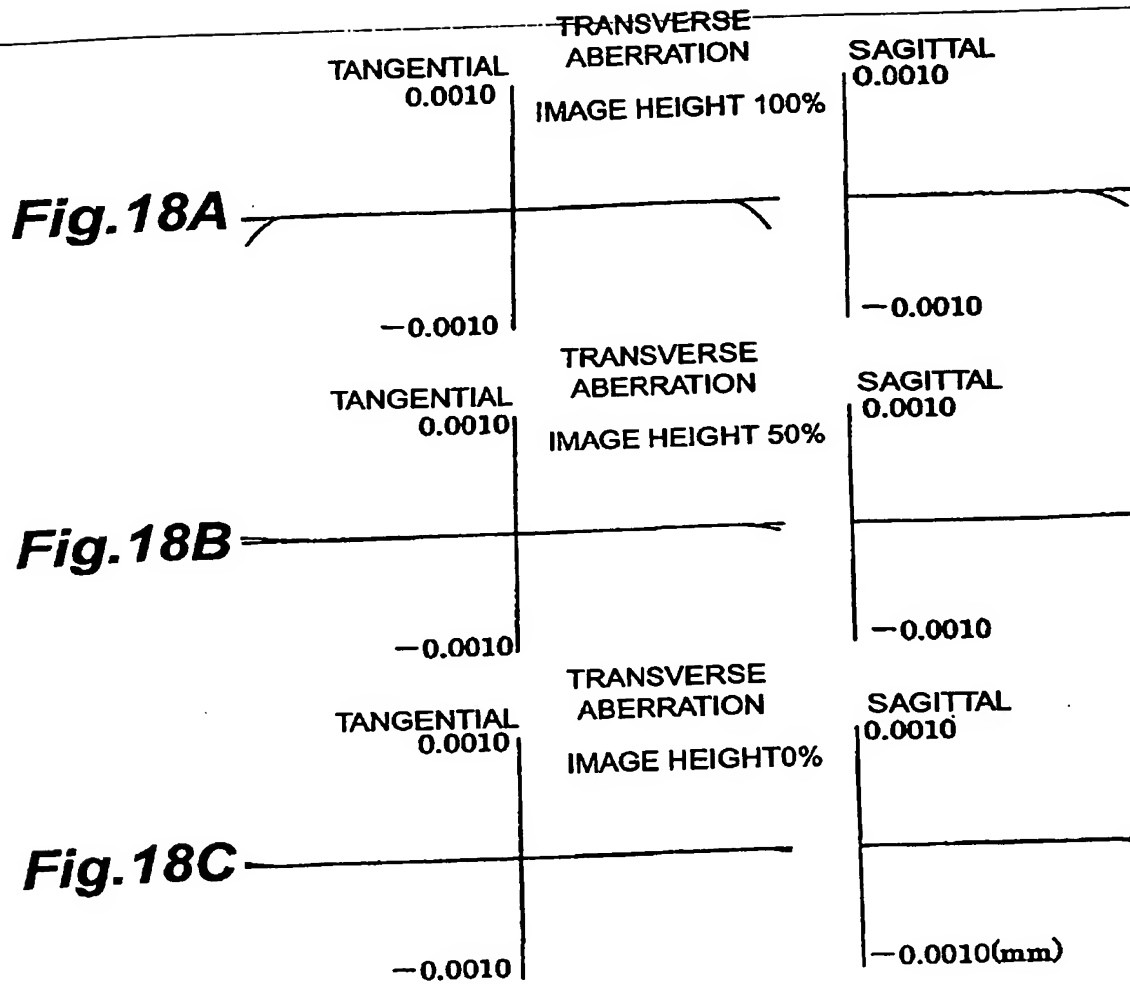 TRANSVERSE
ABERRATION
TANGENTIAL
0.0010
IMAGE HEIGHT 100%
SAGITTAL
0.0010
Fig.18A
—0.0010
—0.0010
TRANSVERSE
ABERRATION
TANGENTIAL
0.0010
IMAGE HEIGHT 50%
SAGITTAL
0.0010
Fig.18B
—0.0010
—0.0010
TRANSVERSE
ABERRATION
TANGENTIAL
0.0010
IMAGE HEIGHT0%
SAGITTAL
0.0010
Fig.18C
—0.0010
—0.0010(mm)